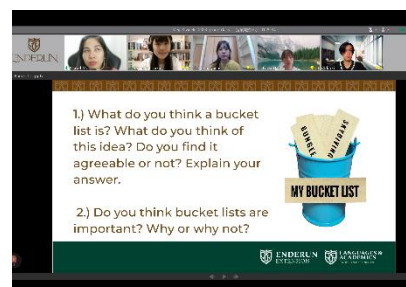 ENDERUN
1.) What do you think a bucket
list is? What do you think of
this idea? Do you find it
agreeable or not? Explain your
answer.
2.) Do you think bucket lists are
important? Why or why not?
BUNGEE
SKYDIVING
MY BUCKET LIST
ENDERUN
EXTENSION
LANGUAGES &
ACADEMICS